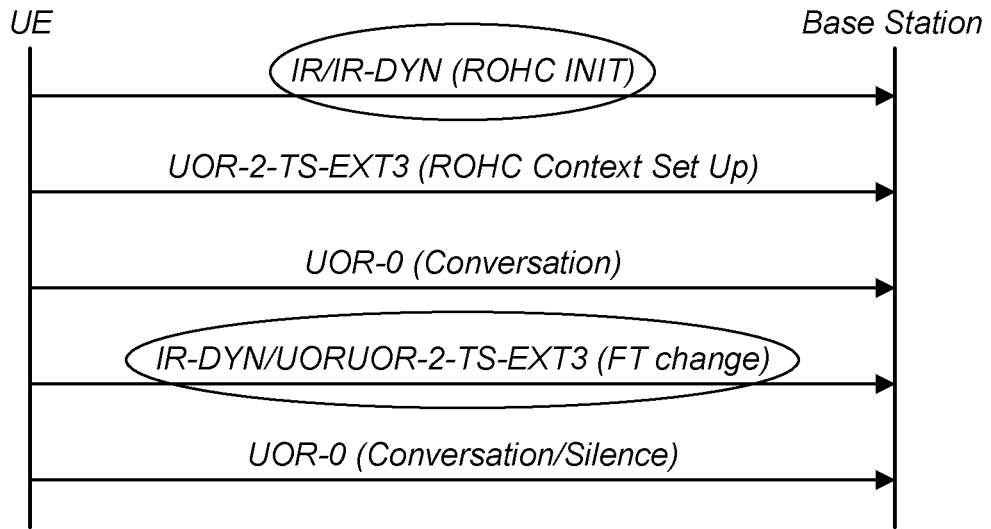 UE
Base Station
IR/IR-DYN (ROHC INIT)
UOR-2-TS-EXT3 (ROHC Context Set Up)
UOR-0 (Conversation)
IR-DYN/UORUOR-2-TS-EXT3 (FT change)
UOR-0 (Conversation/Silence)